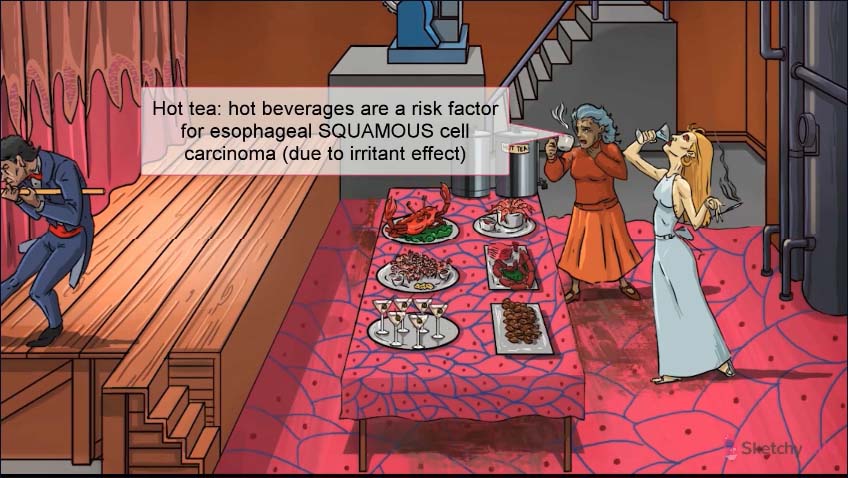 Hot tea: hot beverages are a risk factor
for esophageal SQUAMOUS cell
carcinoma (due to irritant effect)
HOT TEA
Sketchy